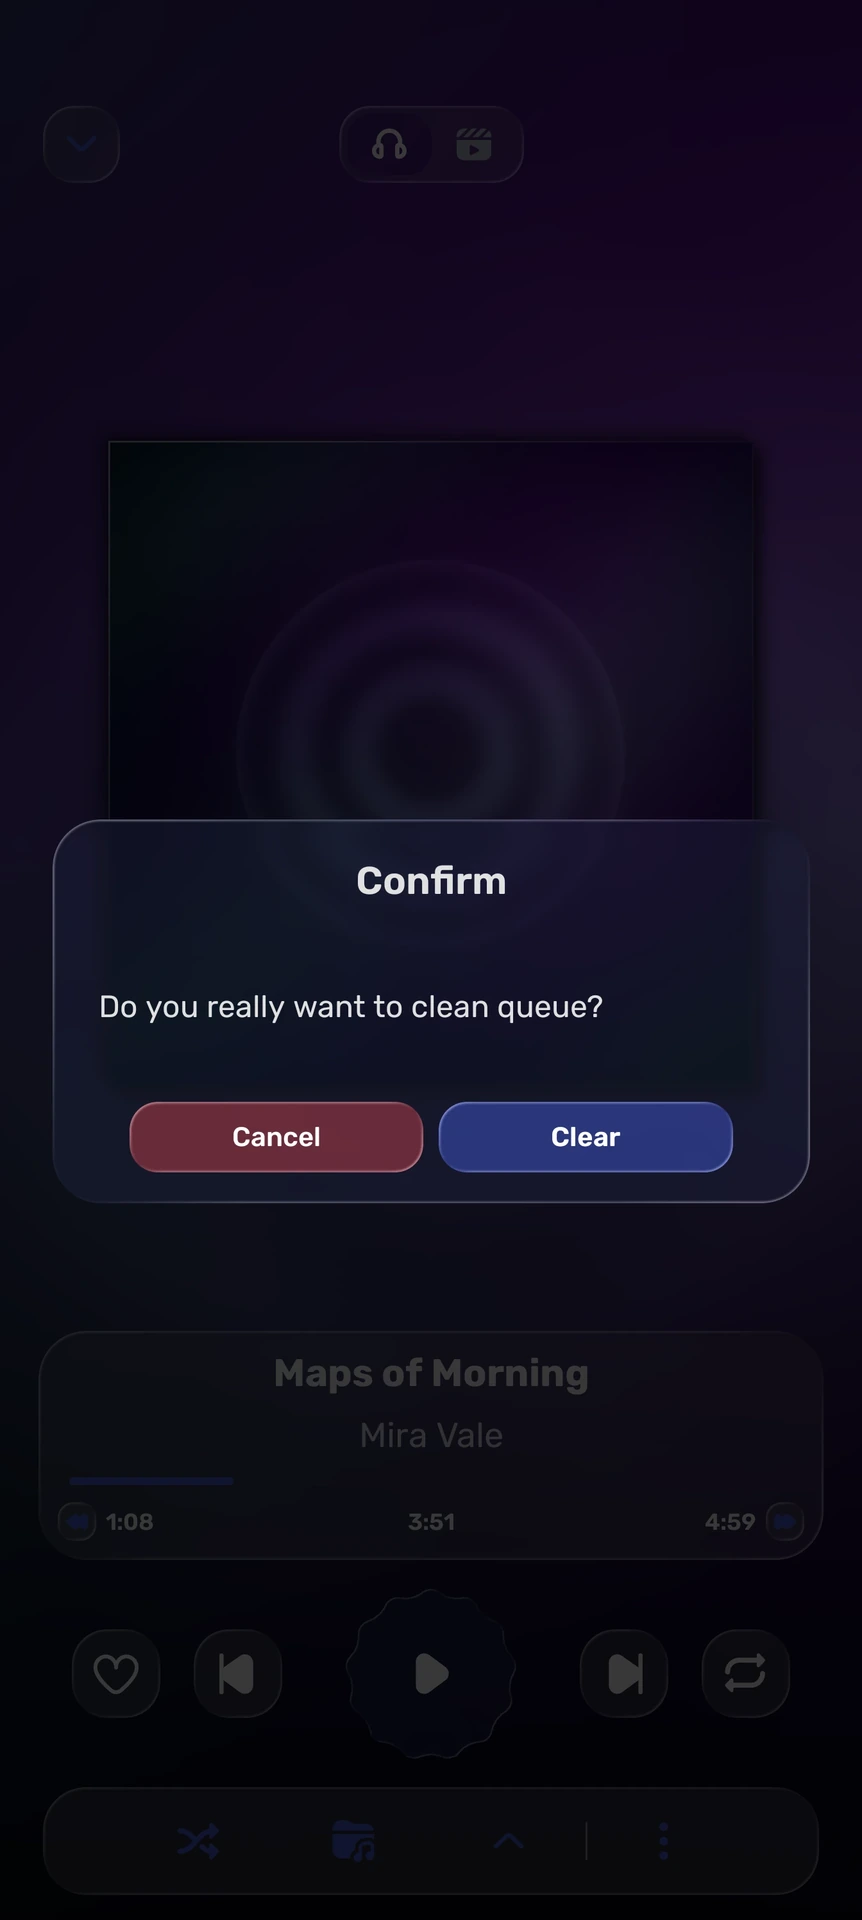 Confirm
Do you really want to clean queue?
Cancel
Clear
Maps of Morning
Mira Vale
1:08
3:51
4:59